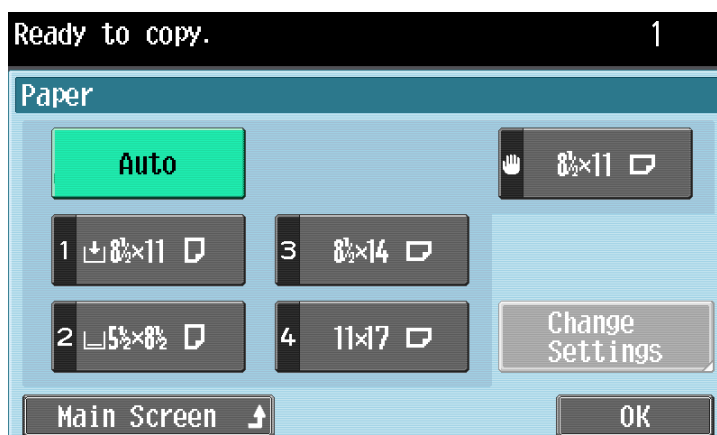 Ready to copy. 1
Paper
Auto
8½×11
1 8½×11
3 8½×14
2 5½×8½
4 11×17
Change
Settings
Main Screen
OK